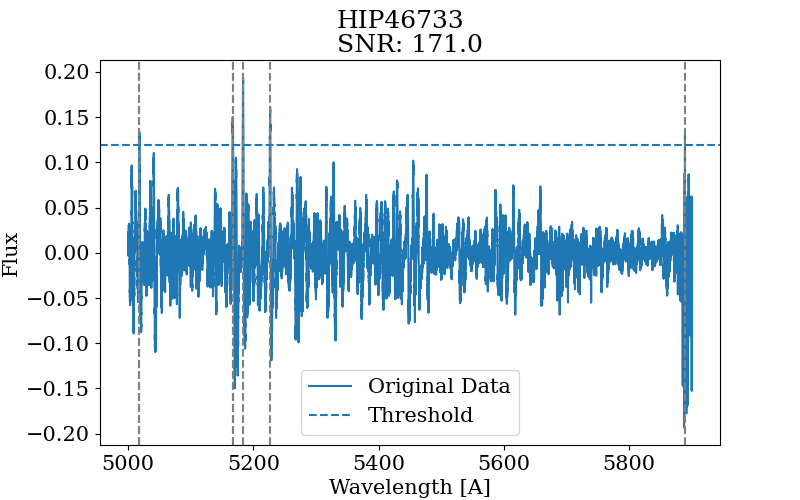 HIP46733
SNR: 171.0
Flux
0.20
0.15
0.10
0.05
0.00
−0.05
−0.10
−0.15
−0.20
Original Data
Threshold
5000 5200 5400 5600 5800
Wavelength [A]